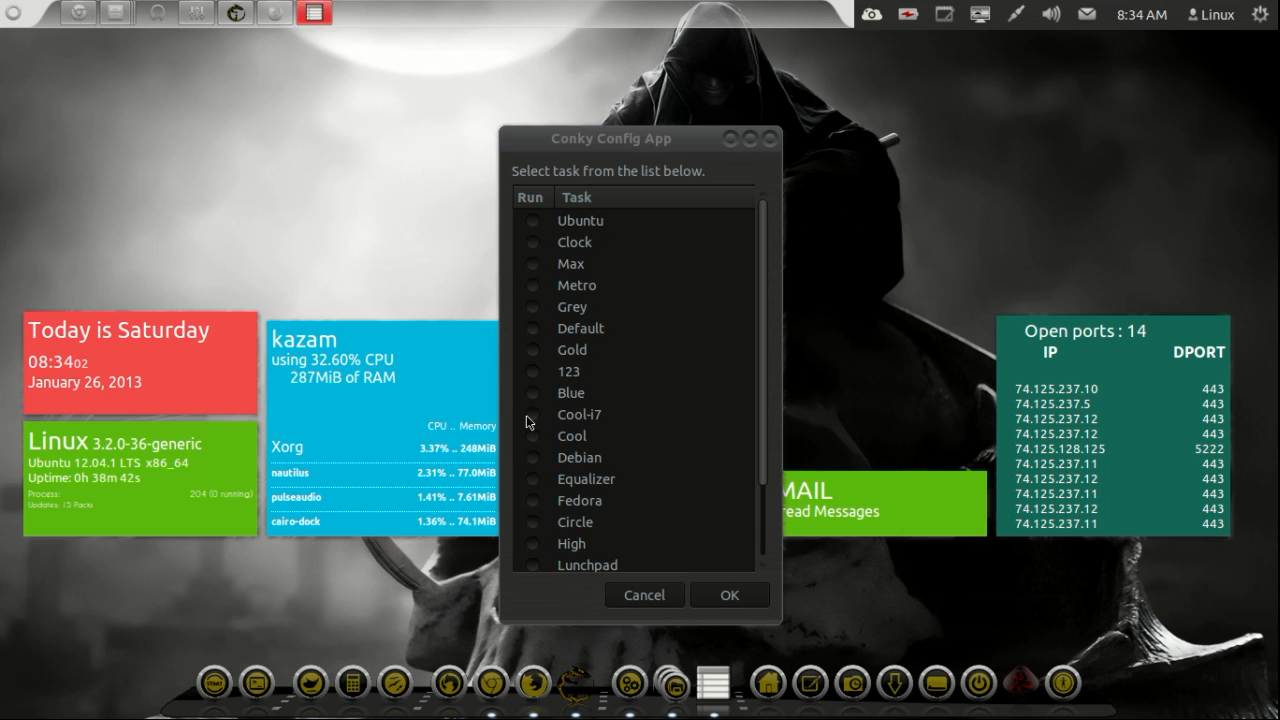 8:34 AM
Linux
Conky Config App
Select task from the list below.
Run Task
Ubuntu
Clock
Max
Metro
Grey
Default
Gold
123
Blue
Cool-i7
Cool
Debian
Equalizer
Fedora
Circle
High
Lunchpad
Cancel OK
Today is Saturday
08:3402
January 26, 2013
Linux 3.2.0-36-generic
Ubuntu 12.04.1 LTS x86_64
Uptime: 0h 38m 42s
Process: 204 (0 running)
Updates: 15 Packs
kazam
using 32.60% CPU
287MiB of RAM
CPU .. Memory
Xorg 3.37% .. 248MiB
nautilus 2.31% .. 77.0MiB
pulseaudio 1.41% .. 7.61MiB
cairo-dock 1.36% .. 74.1MiB
MAIL
read Messages
Open ports : 14
IP DPORT
74.125.237.10 443
74.125.237.5 443
74.125.237.12 443
74.125.237.12 443
74.125.128.125 5222
74.125.237.11 443
74.125.237.12 443
74.125.237.11 443
74.125.237.12 443
74.125.237.11 443